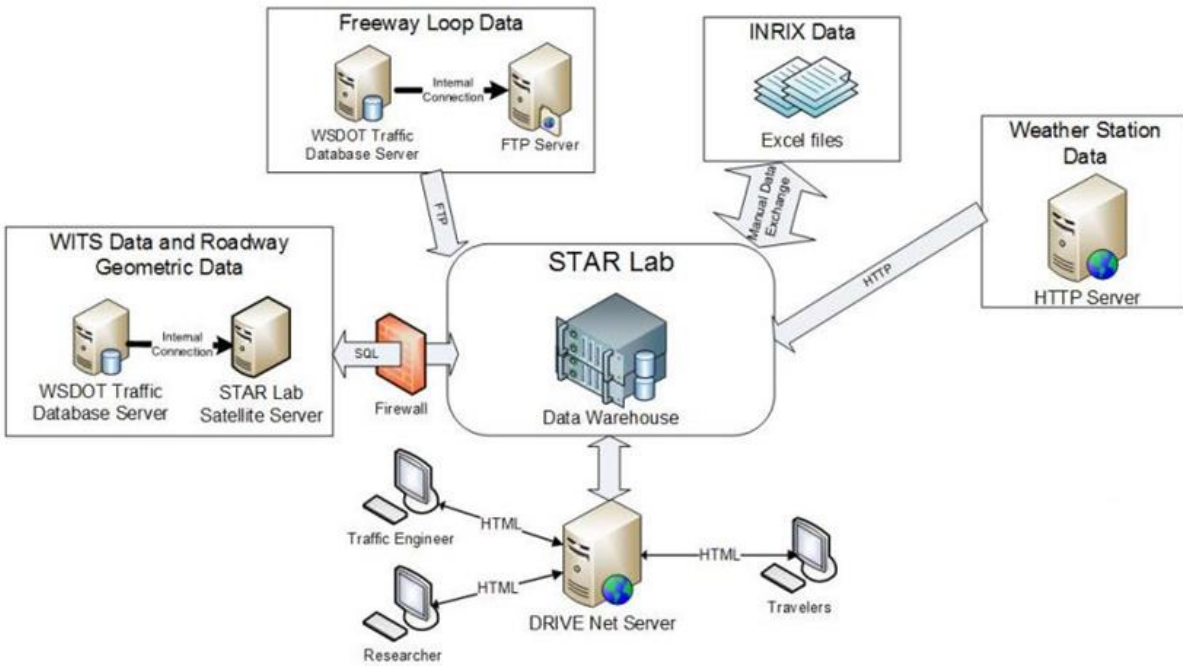 Freeway Loop Data
Internal
Connection
WSDOT Traffic
Database Server
FTP Server
INRIX Data
Excel files
Weather Station
Data
HTTP Server
FTP
Manual Data
Exchange
HTTP
WITS Data and Roadway
Geometric Data
Internal
Connection
WSDOT Traffic
Database Server
STAR Lab
Satellite Server
SQL
Firewall
STAR Lab
Data Warehouse
Traffic Engineer
HTML
HTML
Researcher
DRIVE Net Server
HTML
Travelers